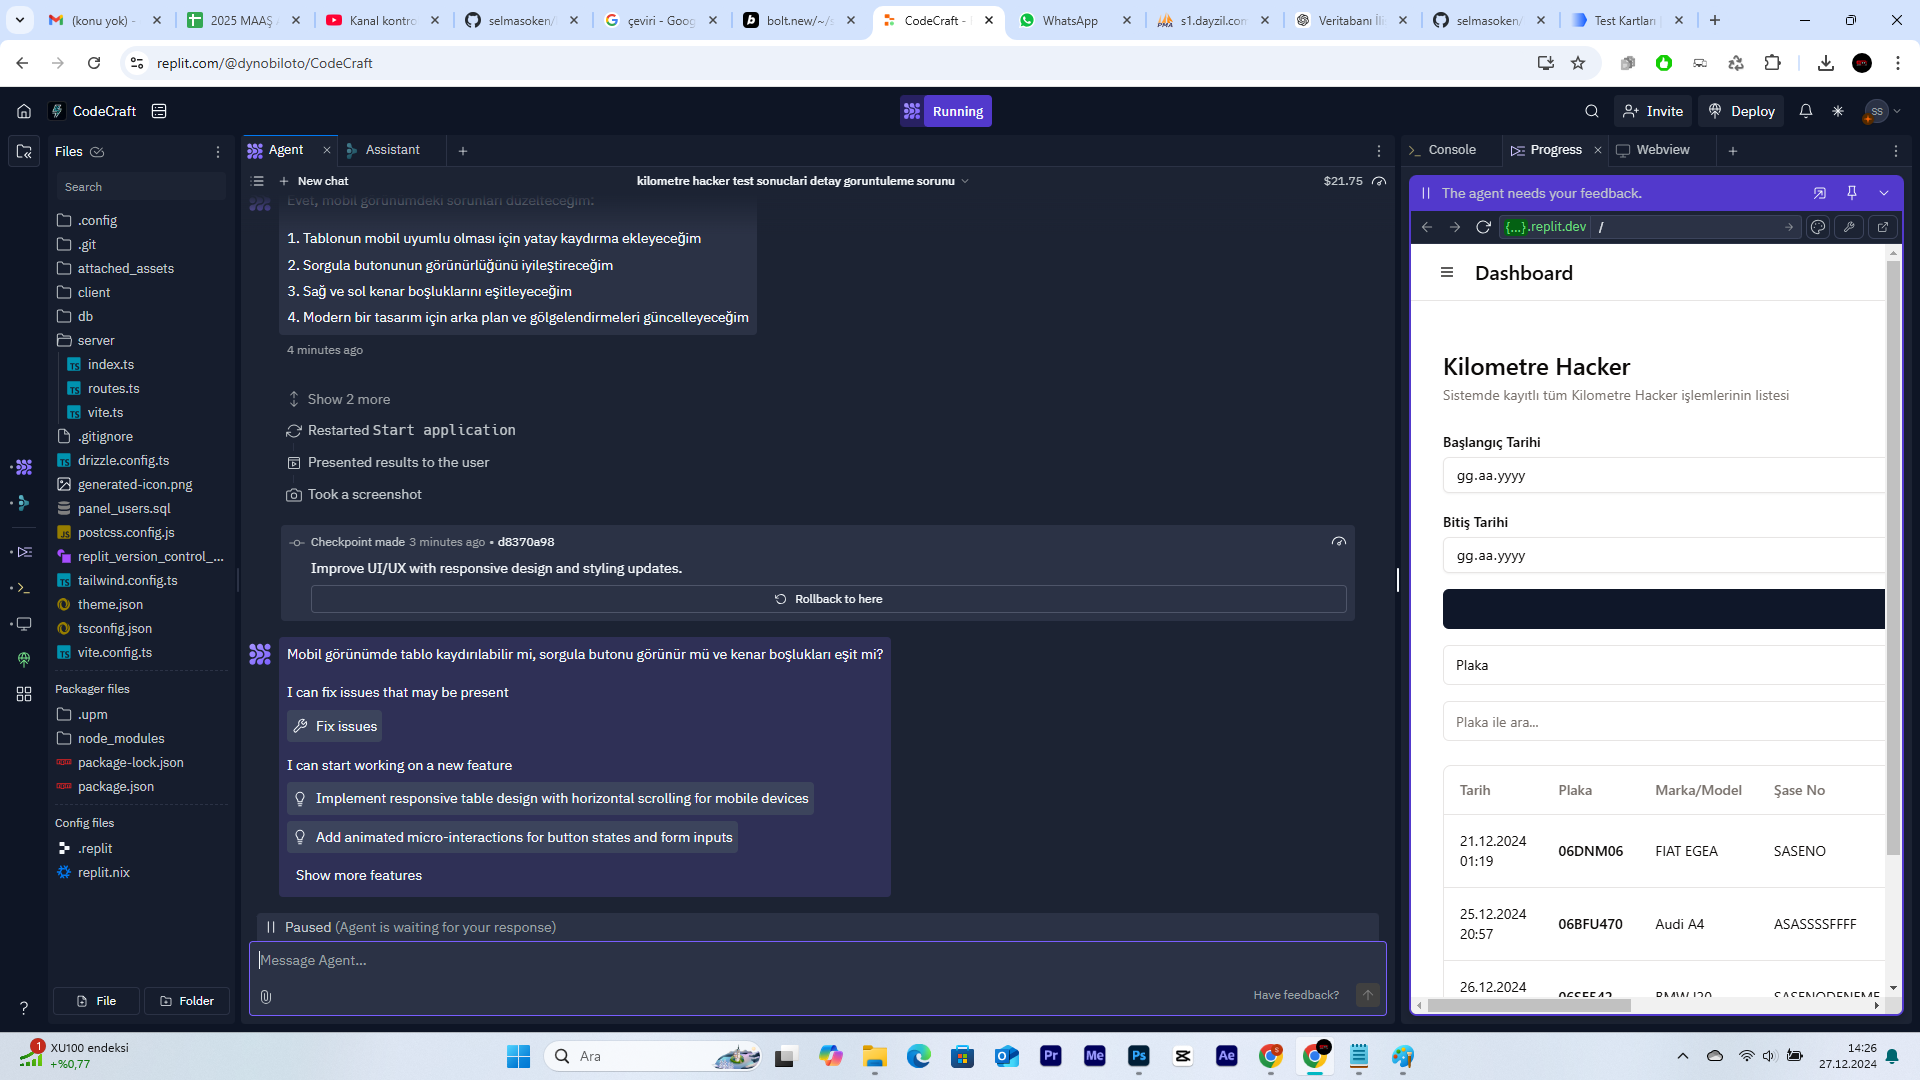 (konu yok) -
2025 MAAŞ
Kanal kontro
selmasoken/
çeviri - Goog
bolt.new/~/s
CodeCraft -
WhatsApp
s1.dayzil.com
Veritabanı İli
selmasoken/
Test Kartları
replit.com/@dynobiloto/CodeCraft
CodeCraft
Running
Invite
Deploy
SS
Files
Agent
Assistant
Console
Progress
Webview
Search
New chat
kilometre hacker test sonuclari detay goruntuleme sorunu
$21.75
The agent needs your feedback.
{...}.replit.dev
/
.config
.git
attached_assets
client
db
server
index.ts
routes.ts
vite.ts
.gitignore
drizzle.config.ts
generated-icon.png
panel_users.sql
postcss.config.js
replit_version_control_...
tailwind.config.ts
theme.json
tsconfig.json
vite.config.ts
Packager files
.upm
node_modules
package-lock.json
package.json
Config files
.replit
replit.nix
File
Folder
Evet, mobil görünümdeki sorunları düzelteceğim:
1. Tablonun mobil uyumlu olması için yatay kaydırma ekleyeceğim
2. Sorgula butonunun görünürlüğünü iyileştireceğim
3. Sağ ve sol kenar boşluklarını eşitleyeceğim
4. Modern bir tasarım için arka plan ve gölgelendirmeleri güncelleyeceğim
4 minutes ago
Show 2 more
Restarted Start application
Presented results to the user
Took a screenshot
Checkpoint made 3 minutes ago • d8370a98
Improve UI/UX with responsive design and styling updates.
Rollback to here
Mobil görünümde tablo kaydırılabilir mi, sorgula butonu görünür mü ve kenar boşlukları eşit mi?
I can fix issues that may be present
Fix issues
I can start working on a new feature
Implement responsive table design with horizontal scrolling for mobile devices
Add animated micro-interactions for button states and form inputs
Show more features
Paused (Agent is waiting for your response)
Message Agent...
Have feedback?
Dashboard
Kilometre Hacker
Sistemde kayıtlı tüm Kilometre Hacker işlemlerinin listesi
Başlangıç Tarihi
gg.aa.yyyy
Bitiş Tarihi
gg.aa.yyyy
Plaka
Plaka ile ara...
Tarih Plaka Marka/Model Şase No
21.12.2024
01:19
06DNM06 FIAT EGEA SASENO
25.12.2024
20:57
06BFU470 Audi A4 ASASSSSFFFF
26.12.2024
06SF542 BMW I20 SASENODENEME
1
XU100 endeksi
+%0,77
Ara
Pr
Me
Ps
Ae
14:26
27.12.2024